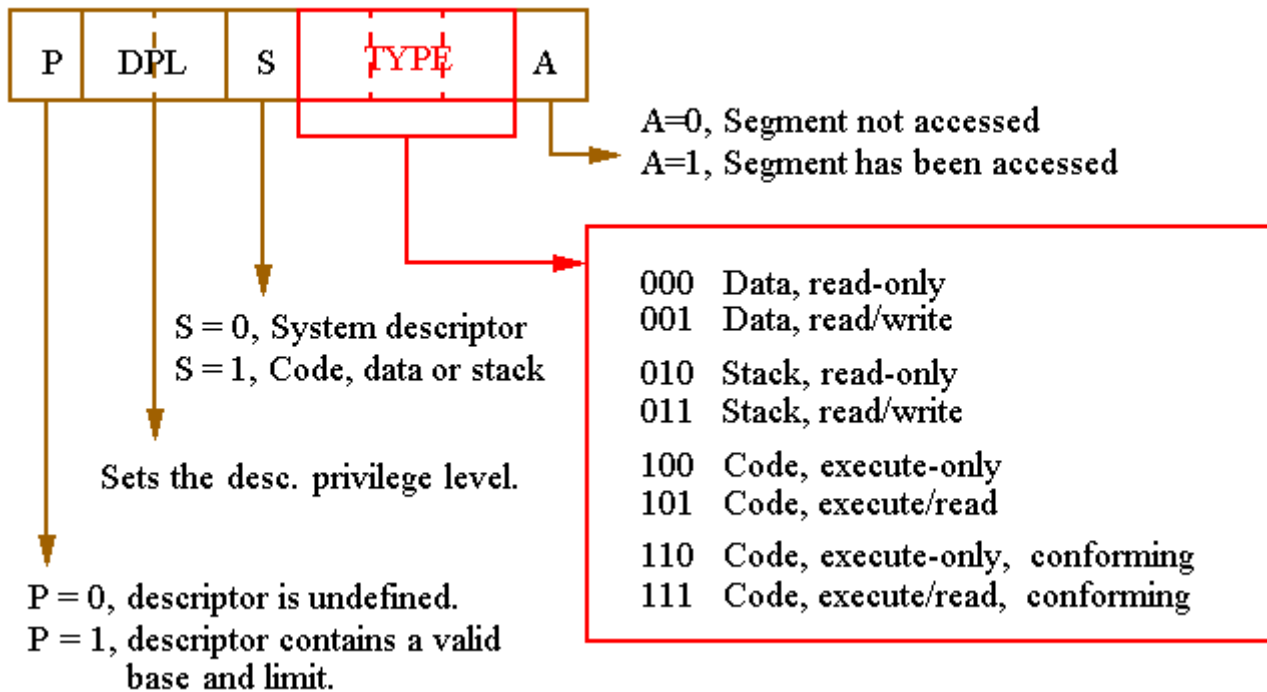 P DPL S TYPE A
A=0, Segment not accessed
A=1, Segment has been accessed
000 Data, read-only
001 Data, read/write
010 Stack, read-only
011 Stack, read/write
100 Code, execute-only
101 Code, execute/read
110 Code, execute-only, conforming
111 Code, execute/read, conforming
S = 0, System descriptor
S = 1, Code, data or stack
Sets the desc. privilege level.
P = 0, descriptor is undefined.
P = 1, descriptor contains a valid
base and limit.